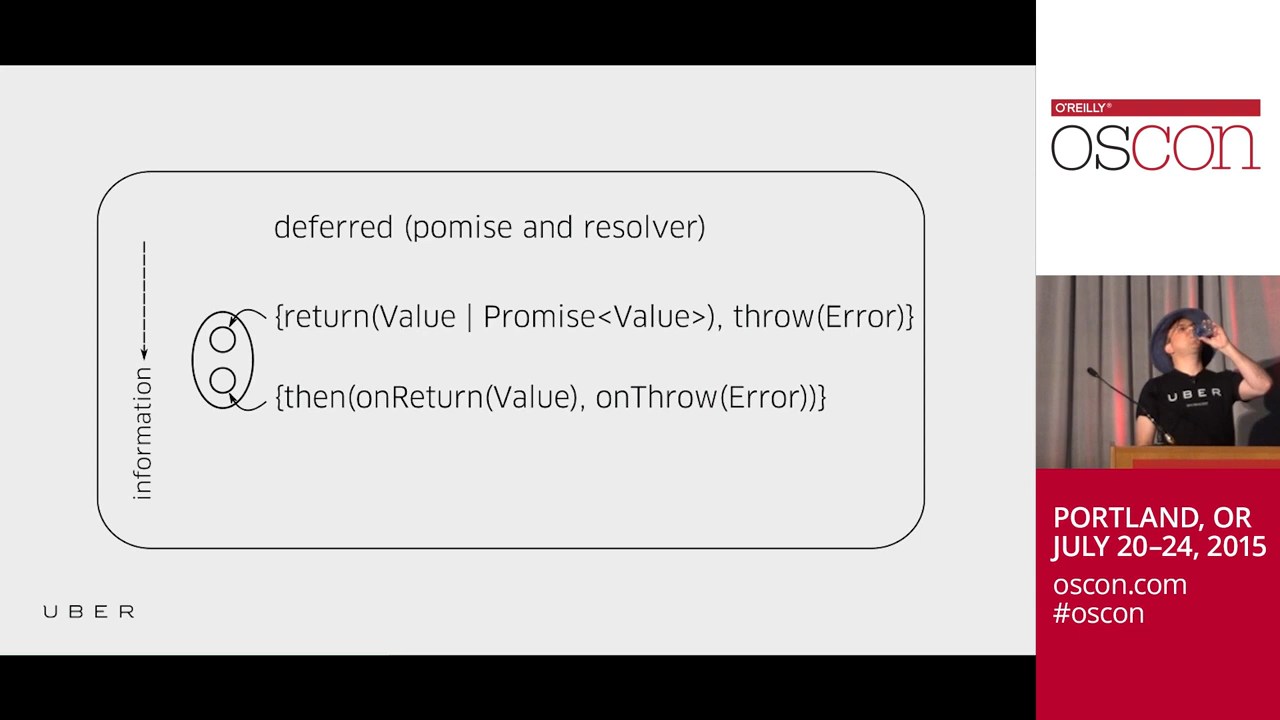 deferred (pomise and resolver)
{return(Value | Promise<Value>), throw(Error)}
{then(onReturn(Value), onThrow(Error))}
information
UBER
O'REILLY®
OSCON
UBER
PORTLAND, OR
JULY 20–24, 2015
oscon.com
#oscon